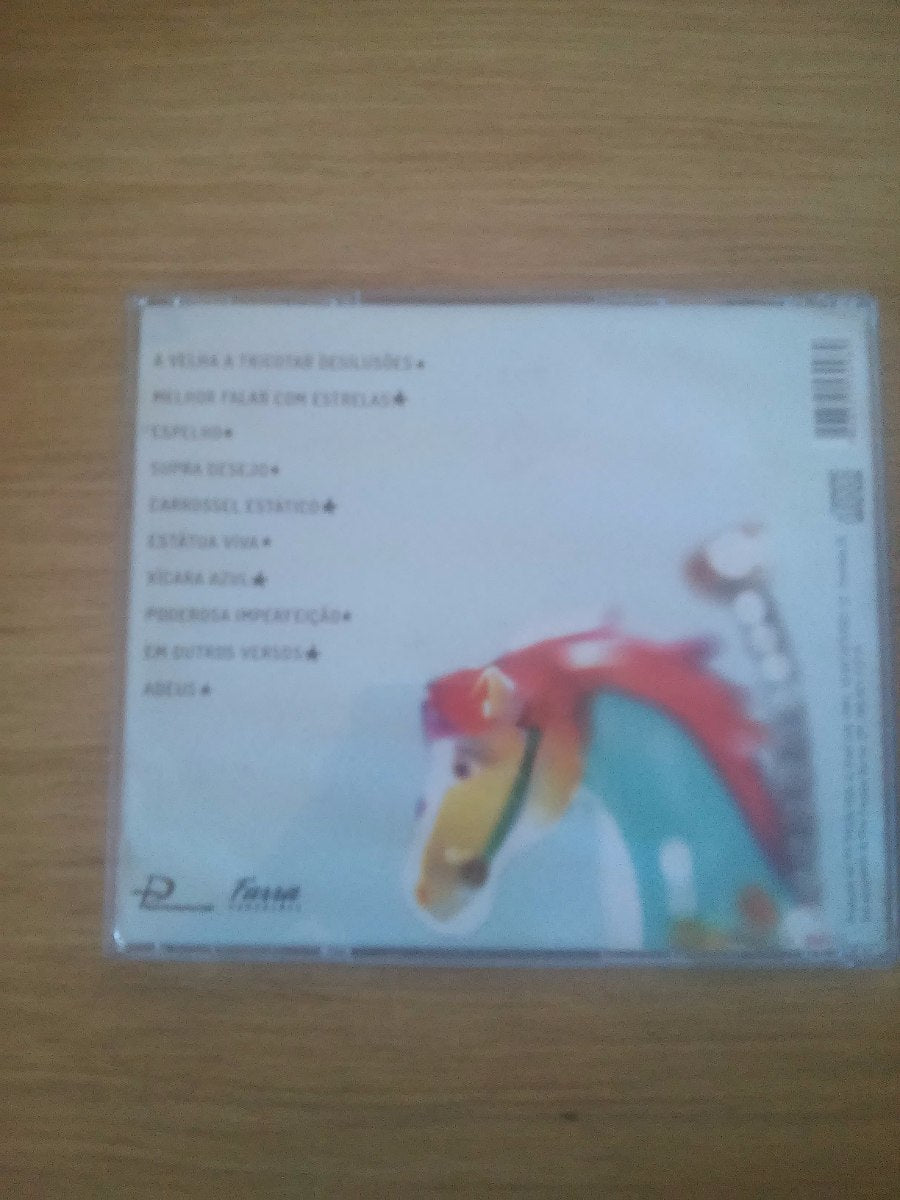 A VELHA A TRICOTAR DESILUSÕES
MELHOR FALAR COM ESTRELAS
ESPELHO
SUPRA DESEJO
CARROSSEL ESTÁTICO
ESTÁTUA VIVA
XÍCARA AZUL
PODEROSA IMPERFEIÇÃO
EM OUTROS VERSOS
ADEUS
Farra